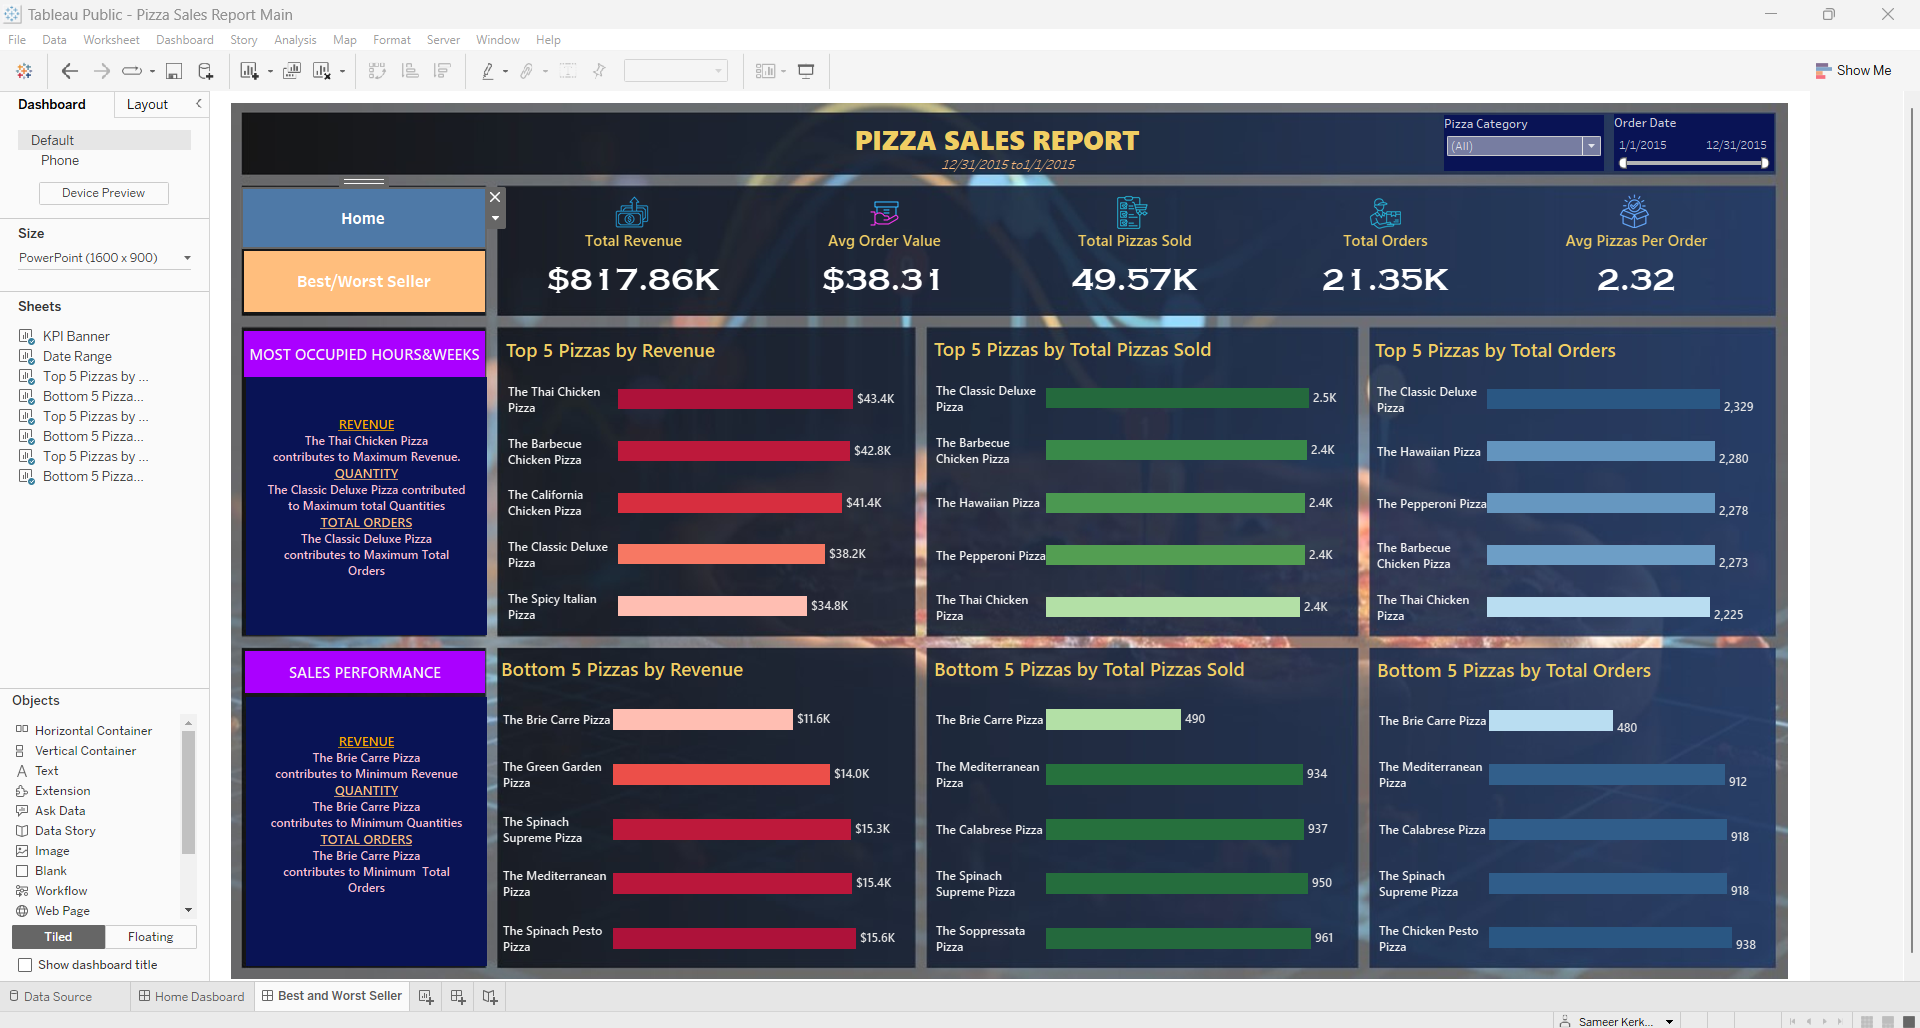 Tableau Public - Pizza Sales Report Main
File Data Worksheet Dashboard Story Analysis Map Format Server Window Help
Show Me
Dashboard Layout
Default
Phone
Device Preview
Size
PowerPoint (1600 x 900)
Sheets
KPI Banner
Date Range
Top 5 Pizzas by ...
Bottom 5 Pizza...
Top 5 Pizzas by ...
Bottom 5 Pizza...
Top 5 Pizzas by ...
Bottom 5 Pizza...
Objects
Horizontal Container
Vertical Container
Text
Extension
Ask Data
Data Story
Image
Blank
Workflow
Web Page
Tiled Floating
Show dashboard title
PIZZA SALES REPORT
12/31/2015 to1/1/2015
Pizza Category
(All)
Order Date
1/1/2015 12/31/2015
Home
Best/Worst Seller
Total Revenue
$817.86K
Avg Order Value
$38.31
Total Pizzas Sold
49.57K
Total Orders
21.35K
Avg Pizzas Per Order
2.32
MOST OCCUPIED HOURS&WEEKS
REVENUE
The Thai Chicken Pizza
contributes to Maximum Revenue.
QUANTITY
The Classic Deluxe Pizza contributed
to Maximum total Quantities
TOTAL ORDERS
The Classic Deluxe Pizza
contributes to Maximum Total
Orders
Top 5 Pizzas by Revenue
The Thai Chicken
Pizza
$43.4K
The Barbecue
Chicken Pizza
$42.8K
The California
Chicken Pizza
$41.4K
The Classic Deluxe
Pizza
$38.2K
The Spicy Italian
Pizza
$34.8K
Top 5 Pizzas by Total Pizzas Sold
The Classic Deluxe
Pizza
2.5K
The Barbecue
Chicken Pizza
2.4K
The Hawaiian Pizza
2.4K
The Pepperoni Pizza
2.4K
The Thai Chicken
Pizza
2.4K
Top 5 Pizzas by Total Orders
The Classic Deluxe
Pizza
2,329
The Hawaiian Pizza
2,280
The Pepperoni Pizza
2,278
The Barbecue
Chicken Pizza
2,273
The Thai Chicken
Pizza
2,225
SALES PERFORMANCE
REVENUE
The Brie Carre Pizza
contributes to Minimum Revenue
QUANTITY
The Brie Carre Pizza
contributes to Minimum Quantities
TOTAL ORDERS
The Brie Carre Pizza
contributes to Minimum Total
Orders
Bottom 5 Pizzas by Revenue
The Brie Carre Pizza
$11.6K
The Green Garden
Pizza
$14.0K
The Spinach
Supreme Pizza
$15.3K
The Mediterranean
Pizza
$15.4K
The Spinach Pesto
Pizza
$15.6K
Bottom 5 Pizzas by Total Pizzas Sold
The Brie Carre Pizza
490
The Mediterranean
Pizza
934
The Calabrese Pizza
937
The Spinach
Supreme Pizza
950
The Soppressata
Pizza
961
Bottom 5 Pizzas by Total Orders
The Brie Carre Pizza
480
The Mediterranean
Pizza
912
The Calabrese Pizza
918
The Spinach
Supreme Pizza
918
The Chicken Pesto
Pizza
938
Data Source Home Dasboard Best and Worst Seller
Sameer Kerk...